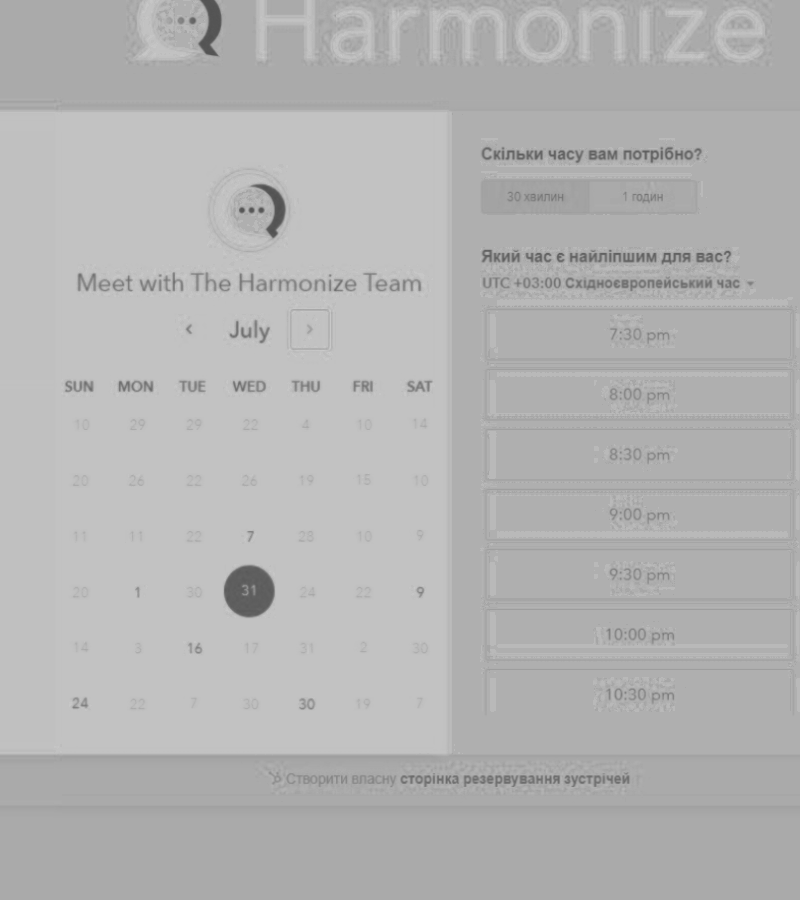 Harmonize
Meet with The Harmonize Team
July
SUN MON TUE WED THU FRI SAT
10 29 29 22 4 10 14
20 26 22 26 19 15 10
11 11 22 7 28 10 9
20 1 30 31 24 22 9
14 3 16 17 31 2 30
24 22 7 30 30 19 7
Скільки часу вам потрібно?
30 хвилин 1 годин
Який час є найліпшим для вас?
UTC +03:00 Східноєвропейський час
7:30 pm
8:00 pm
8:30 pm
9:00 pm
9:30 pm
10:00 pm
10:30 pm
Створити власну сторінка резервування зустрічей